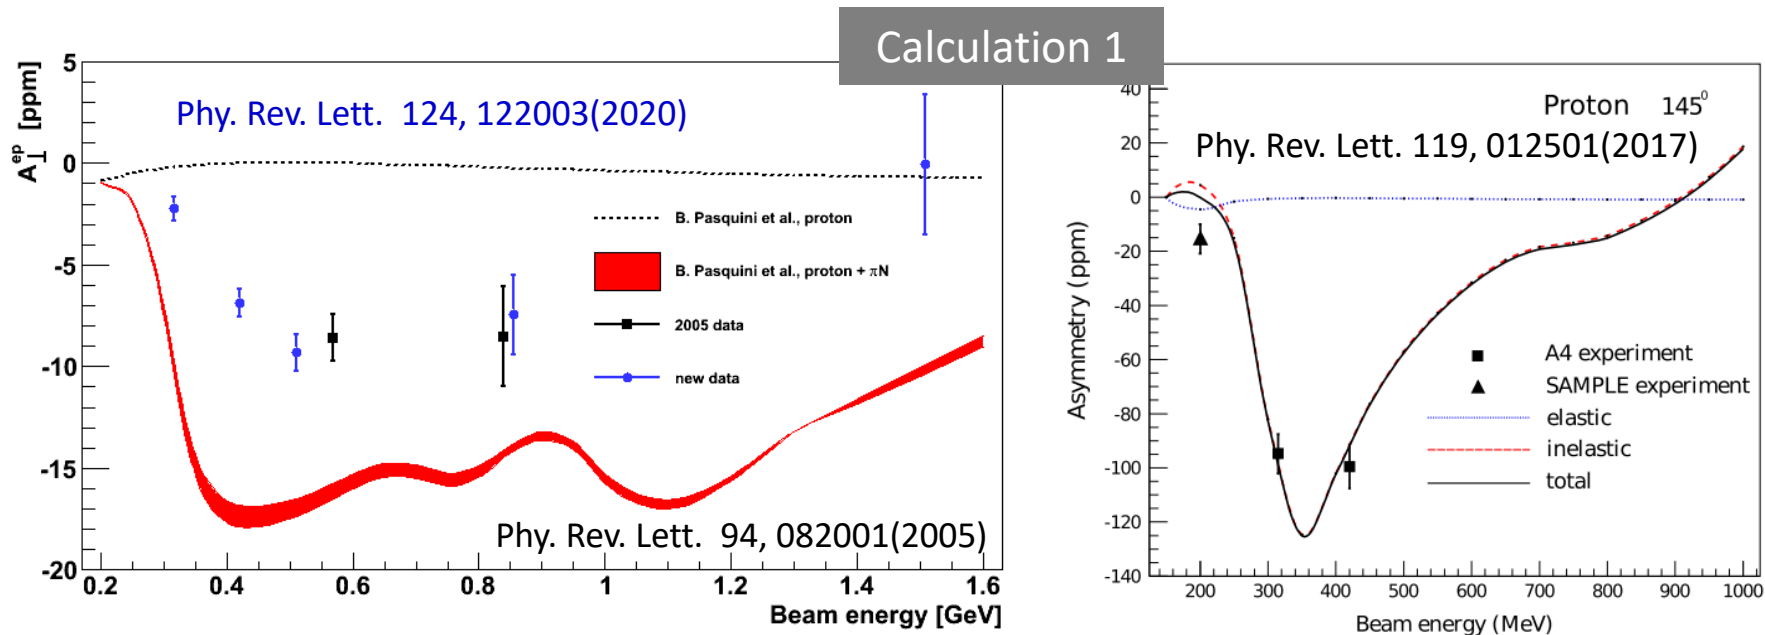 Calculation 1
Phy. Rev. Lett. 124, 122003(2020)
B. Pasquini et al., proton
B. Pasquini et al., proton + πN
2005 data
new data
Phy. Rev. Lett. 94, 082001(2005)
A⊥ep [ppm]
5
0
-5
-10
-15
-20
0.2 0.4 0.6 0.8 1 1.2 1.4 1.6
Beam energy [GeV]
Proton 145⁰
Phy. Rev. Lett. 119, 012501(2017)
A4 experiment
SAMPLE experiment
elastic
inelastic
total
Asymmetry (ppm)
40
20
0
-20
-40
-60
-80
-100
-120
-140
200 300 400 500 600 700 800 900 1000
Beam energy (MeV)